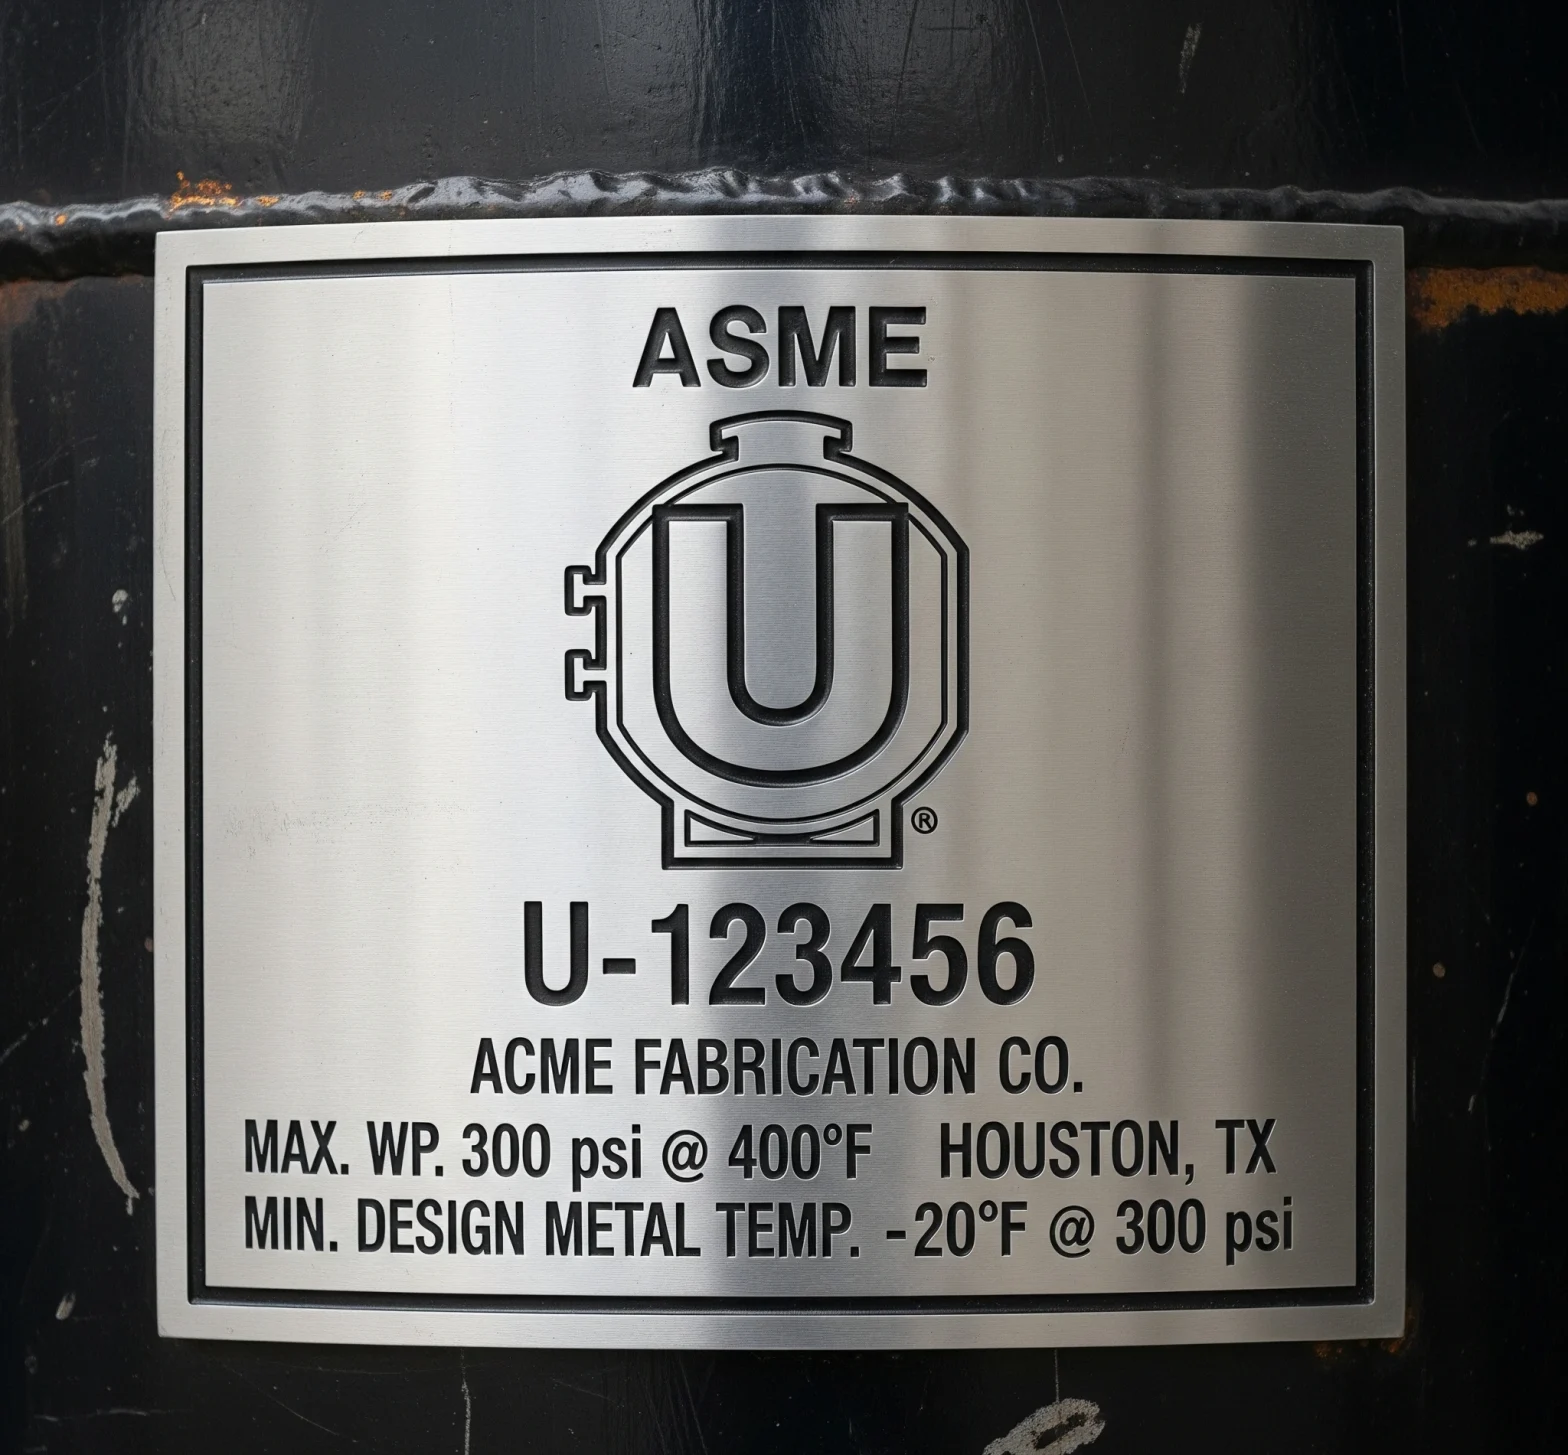 ASME
U
®
U-123456
ACME FABRICATION CO.
MAX. WP. 300 psi @ 400°F HOUSTON, TX
MIN. DESIGN METAL TEMP. -20°F @ 300 psi